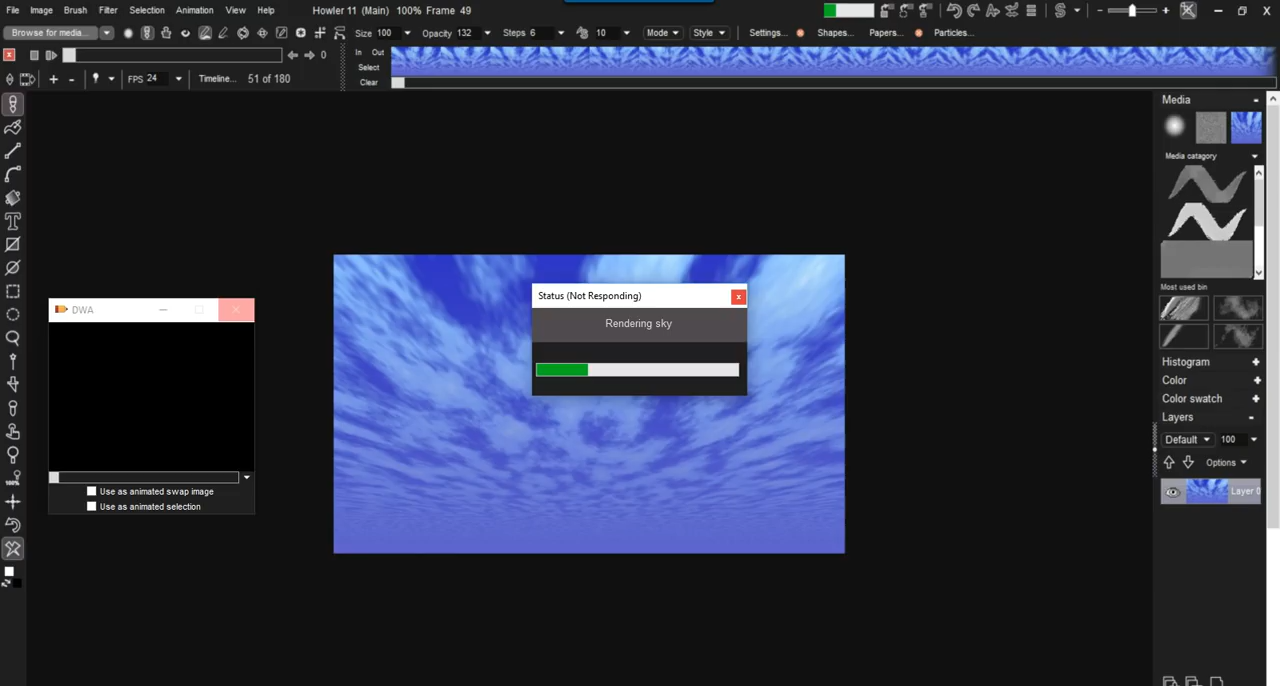 File Image Brush Filter Selection Animation View Help Howler 11 (Main) 100% Frame 49
Browse for media... Size 100 Opacity 132 Steps 6 10 Mode Style Settings... Shapes... Papers... Particles...
0 In Out
Select
FPS 24 Timeline... 51 of 180 Clear
Media
Media catagory
Most used bin
Histogram
Color
Color swatch
Layers
Default 100
Options
Layer 0
Status (Not Responding)
Rendering sky
DWA
Use as animated swap image
Use as animated selection
100%